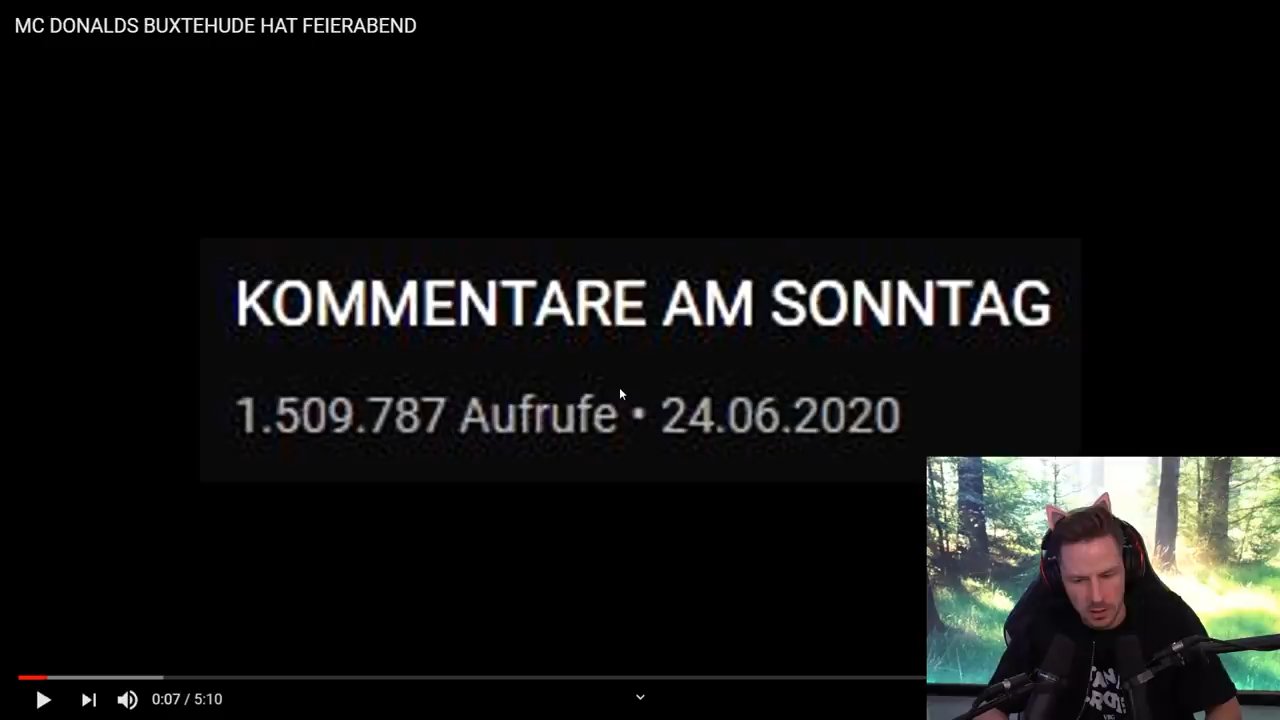 MC DONALDS BUXTEHUDE HAT FEIERABEND
KOMMENTARE AM SONNTAG
1.509.787 Aufrufe • 24.06.2020
0:07 / 5:10